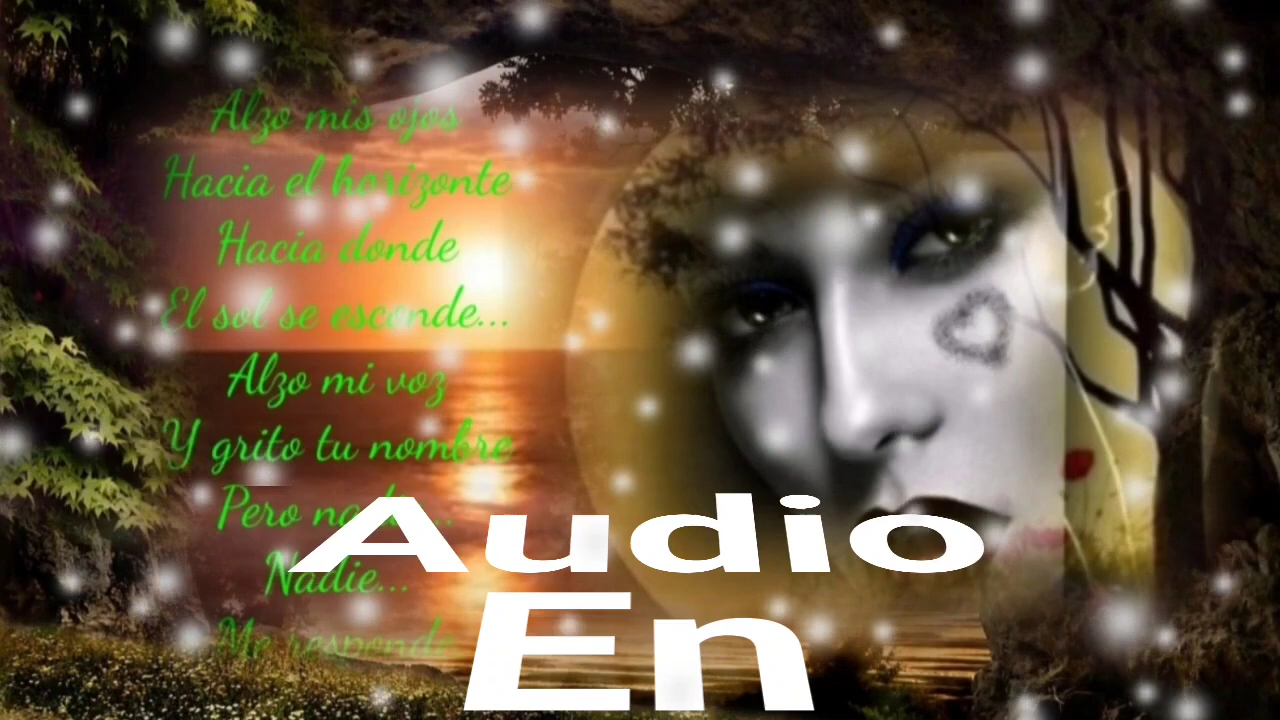 Alzo mis ojos
Hacia el horizonte
Hacia donde
El sol se esconde...
Alzo mi voz
Y grito tu nombre
Pero nadie...
Nadie...
Me responde
Audio
En